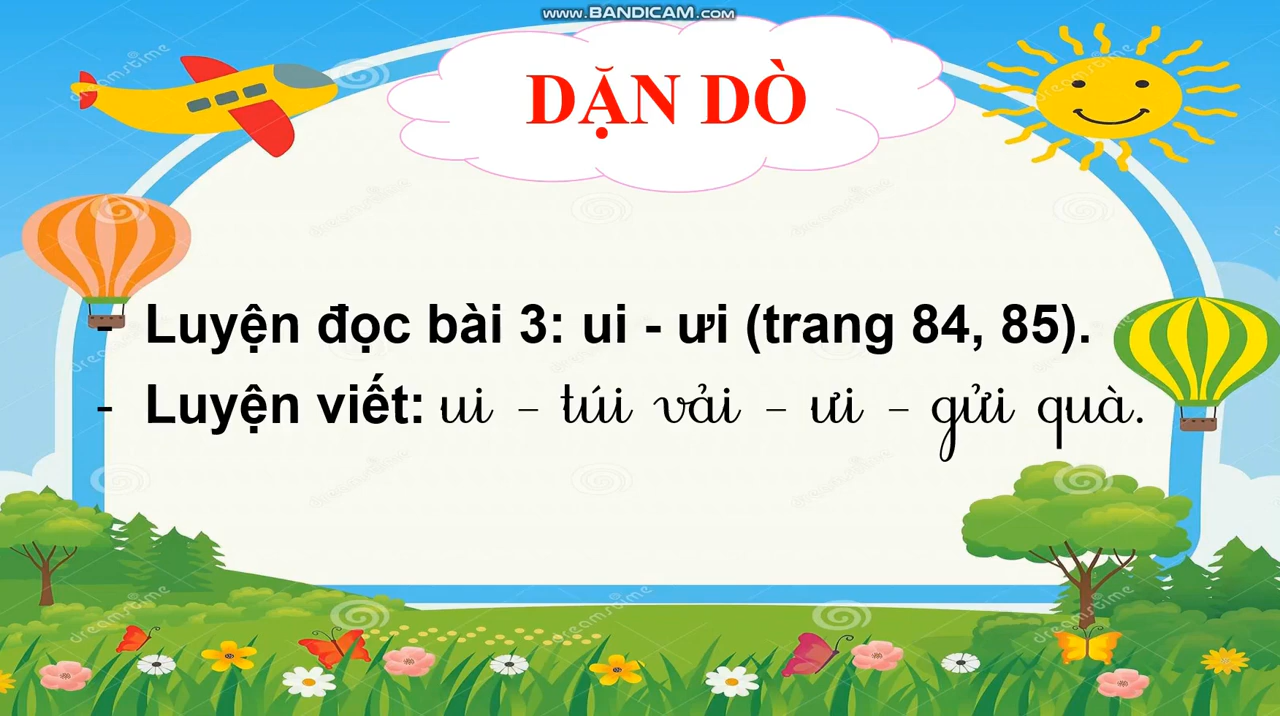 www.BANDICAM.com
DẶN DÒ
- Luyện đọc bài 3: ui - ưi (trang 84, 85).
- Luyện viết: ui - túi vải - ưi - gửi quà.
dreamstime